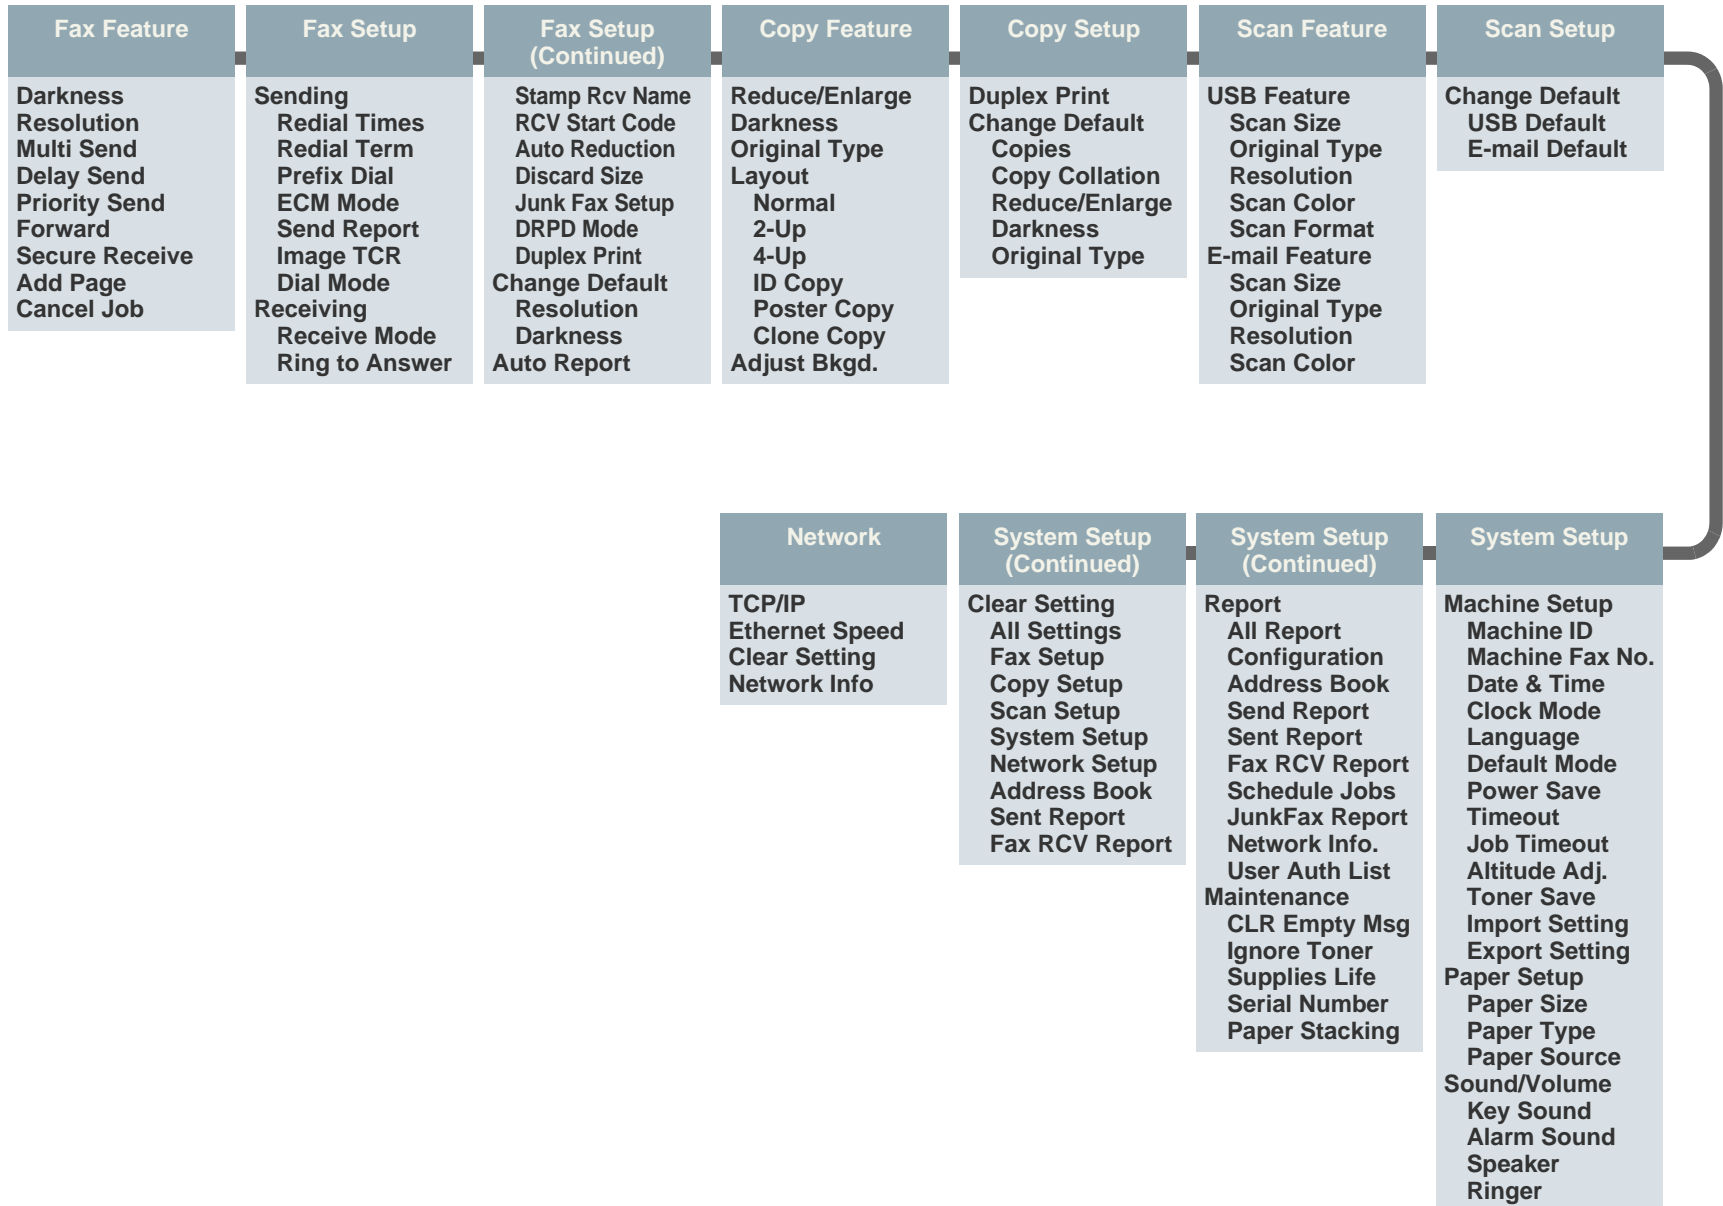 Fax Feature
Darkness
Resolution
Multi Send
Delay Send
Priority Send
Forward
Secure Receive
Add Page
Cancel Job
Fax Setup
Sending
Redial Times
Redial Term
Prefix Dial
ECM Mode
Send Report
Image TCR
Dial Mode
Receiving
Receive Mode
Ring to Answer
Fax Setup
(Continued)
Stamp Rcv Name
RCV Start Code
Auto Reduction
Discard Size
Junk Fax Setup
DRPD Mode
Duplex Print
Change Default
Resolution
Darkness
Auto Report
Copy Feature
Reduce/Enlarge
Darkness
Original Type
Layout
Normal
2-Up
4-Up
ID Copy
Poster Copy
Clone Copy
Adjust Bkgd.
Copy Setup
Duplex Print
Change Default
Copies
Copy Collation
Reduce/Enlarge
Darkness
Original Type
Scan Feature
USB Feature
Scan Size
Original Type
Resolution
Scan Color
Scan Format
E-mail Feature
Scan Size
Original Type
Resolution
Scan Color
Scan Setup
Change Default
USB Default
E-mail Default
Network
TCP/IP
Ethernet Speed
Clear Setting
Network Info
System Setup
(Continued)
Clear Setting
All Settings
Fax Setup
Copy Setup
Scan Setup
System Setup
Network Setup
Address Book
Sent Report
Fax RCV Report
System Setup
(Continued)
Report
All Report
Configuration
Address Book
Send Report
Sent Report
Fax RCV Report
Schedule Jobs
JunkFax Report
Network Info.
User Auth List
Maintenance
CLR Empty Msg
Ignore Toner
Supplies Life
Serial Number
Paper Stacking
System Setup
Machine Setup
Machine ID
Machine Fax No.
Date & Time
Clock Mode
Language
Default Mode
Power Save
Timeout
Job Timeout
Altitude Adj.
Toner Save
Import Setting
Export Setting
Paper Setup
Paper Size
Paper Type
Paper Source
Sound/Volume
Key Sound
Alarm Sound
Speaker
Ringer